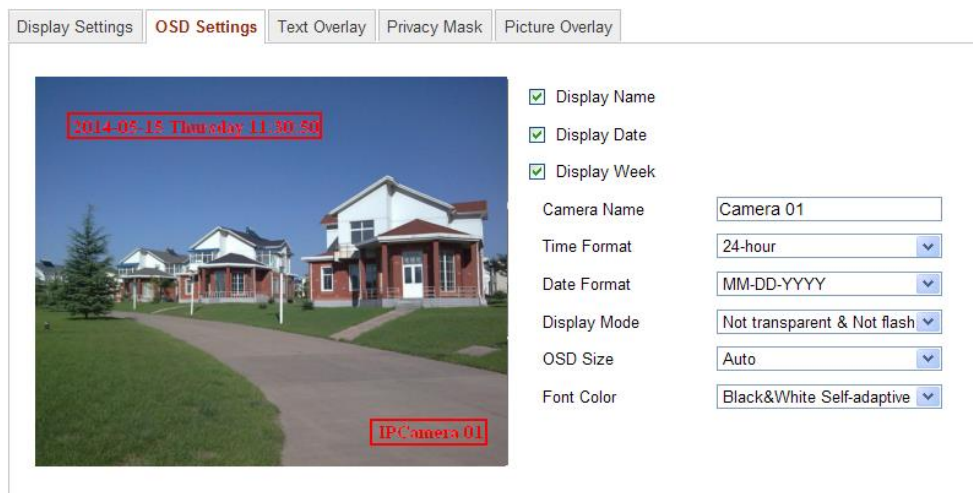 Display Settings OSD Settings Text Overlay Privacy Mask Picture Overlay
2014-05-15 Thursday 11:30:50
Display Name
Display Date
Display Week
Camera Name Camera 01
Time Format 24-hour
Date Format MM-DD-YYYY
Display Mode Not transparent & Not flash
OSD Size Auto
Font Color Black&White Self-adaptive
IPCamera 01